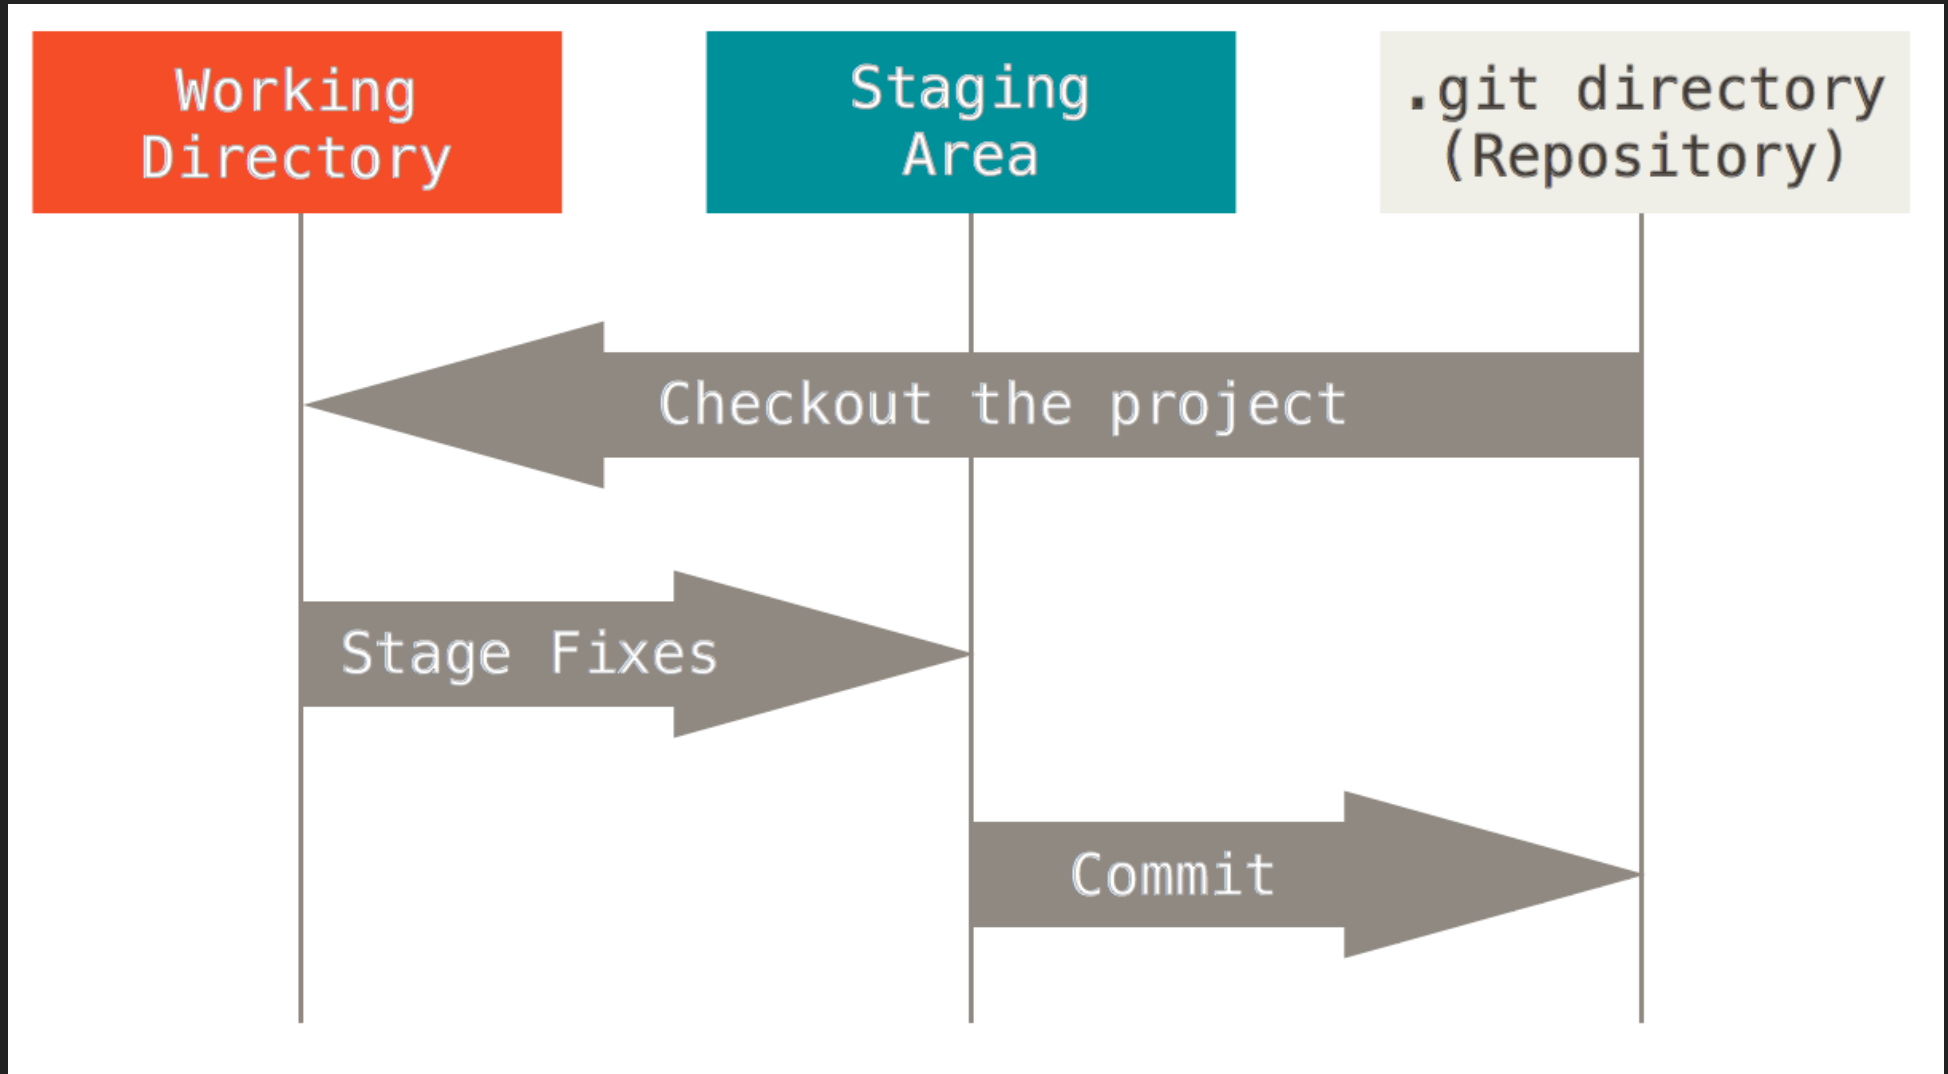 Working
Directory
Staging
Area
.git directory
(Repository)
Checkout the project
Stage Fixes
Commit